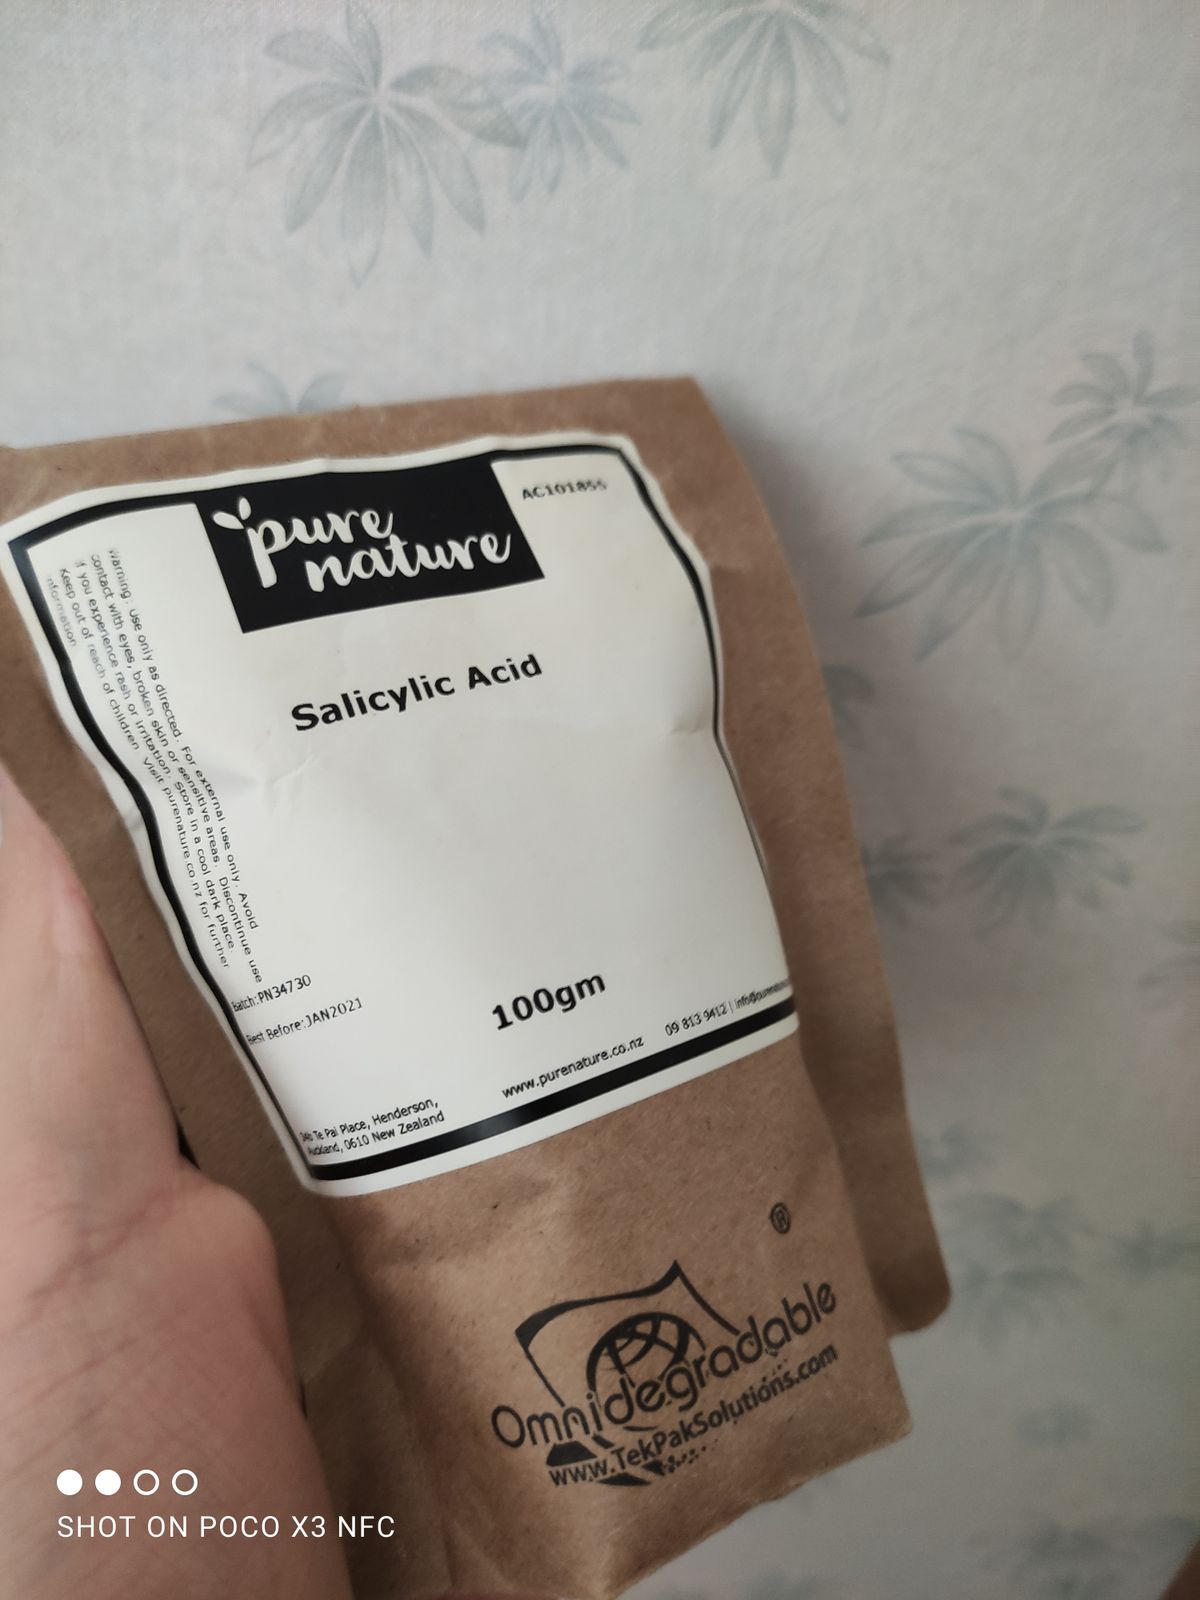 pure
nature
AC101855
Salicylic Acid
Warning: Use only as directed. For external use only. Avoid
contact with eyes, broken skin or sensitive areas. Discontinue use
if you experience rash or irritation. Store in a cool dark place.
Keep out of reach of children. Visit purenature.co.nz for further
information
Batch:PN34730
Best Before:JAN2021
100gm
www.purenature.co.nz
09 813 9412 |
Te Pai Place, Henderson,
Auckland, 0610 New Zealand
®
Omnidegradable
www.TekPakSolutions.com
SHOT ON POCO X3 NFC